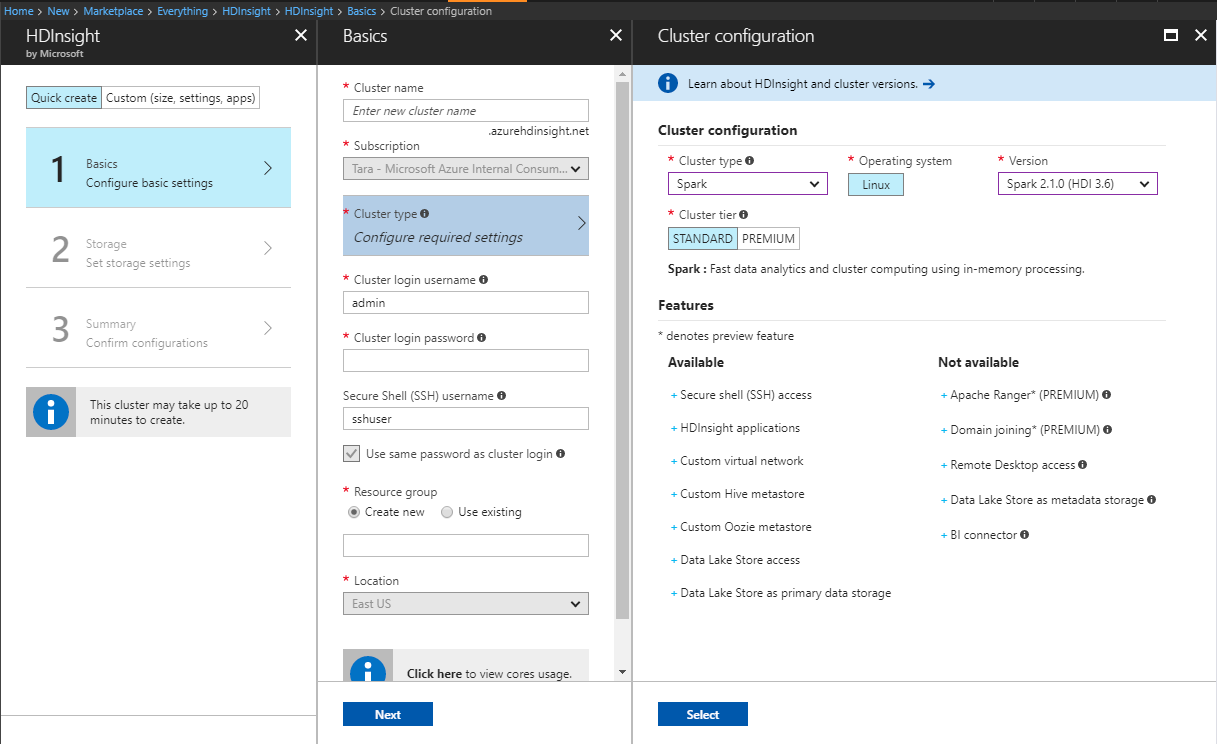 Home > New > Marketplace > Everything > HDInsight > HDInsight > Basics > Cluster configuration
HDInsight
by Microsoft
Quick create
Custom (size, settings, apps)
1
Basics
Configure basic settings
2
Storage
Set storage settings
3
Summary
Confirm configurations
This cluster may take up to 20
minutes to create.
Basics
* Cluster name
Enter new cluster name
.azurehdinsight.net
* Subscription
Tara - Microsoft Azure Internal Consum...
* Cluster type
Configure required settings
* Cluster login username
admin
* Cluster login password
Secure Shell (SSH) username
sshuser
Use same password as cluster login
* Resource group
Create new
Use existing
* Location
East US
Click here to view cores usage.
Next
Cluster configuration
Learn about HDInsight and cluster versions.
Cluster configuration
* Cluster type
Spark
* Operating system
Linux
* Version
Spark 2.1.0 (HDI 3.6)
* Cluster tier
STANDARD
PREMIUM
Spark : Fast data analytics and cluster computing using in-memory processing.
Features
* denotes preview feature
Available
+ Secure shell (SSH) access
+ HDInsight applications
+ Custom virtual network
+ Custom Hive metastore
+ Custom Oozie metastore
+ Data Lake Store access
+ Data Lake Store as primary data storage
Not available
+ Apache Ranger* (PREMIUM)
+ Domain joining* (PREMIUM)
+ Remote Desktop access
+ Data Lake Store as metadata storage
+ BI connector
Select